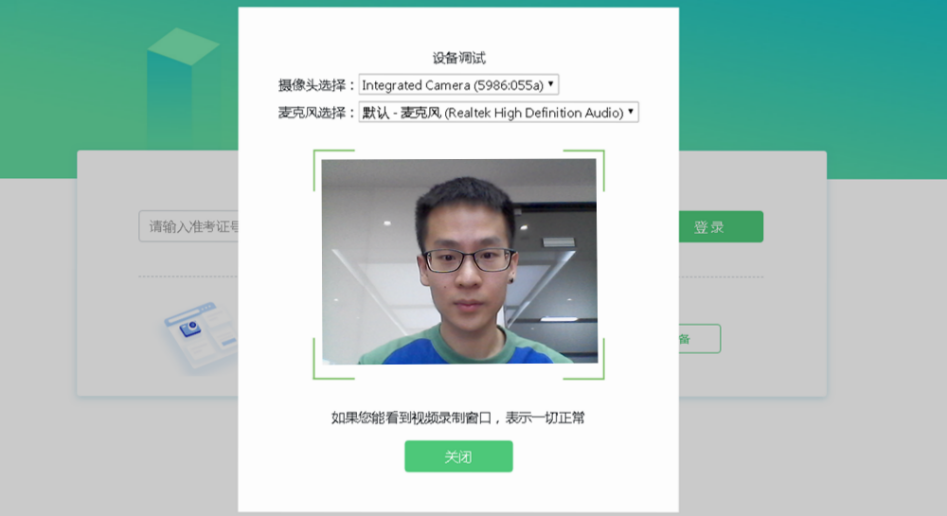 设备调试
摄像头选择：Integrated Camera (5986:055a)
麦克风选择：默认 - 麦克风 (Realtek High Definition Audio)
请输入准考证号
登录
备
如果您能看到视频录制窗口，表示一切正常
关闭